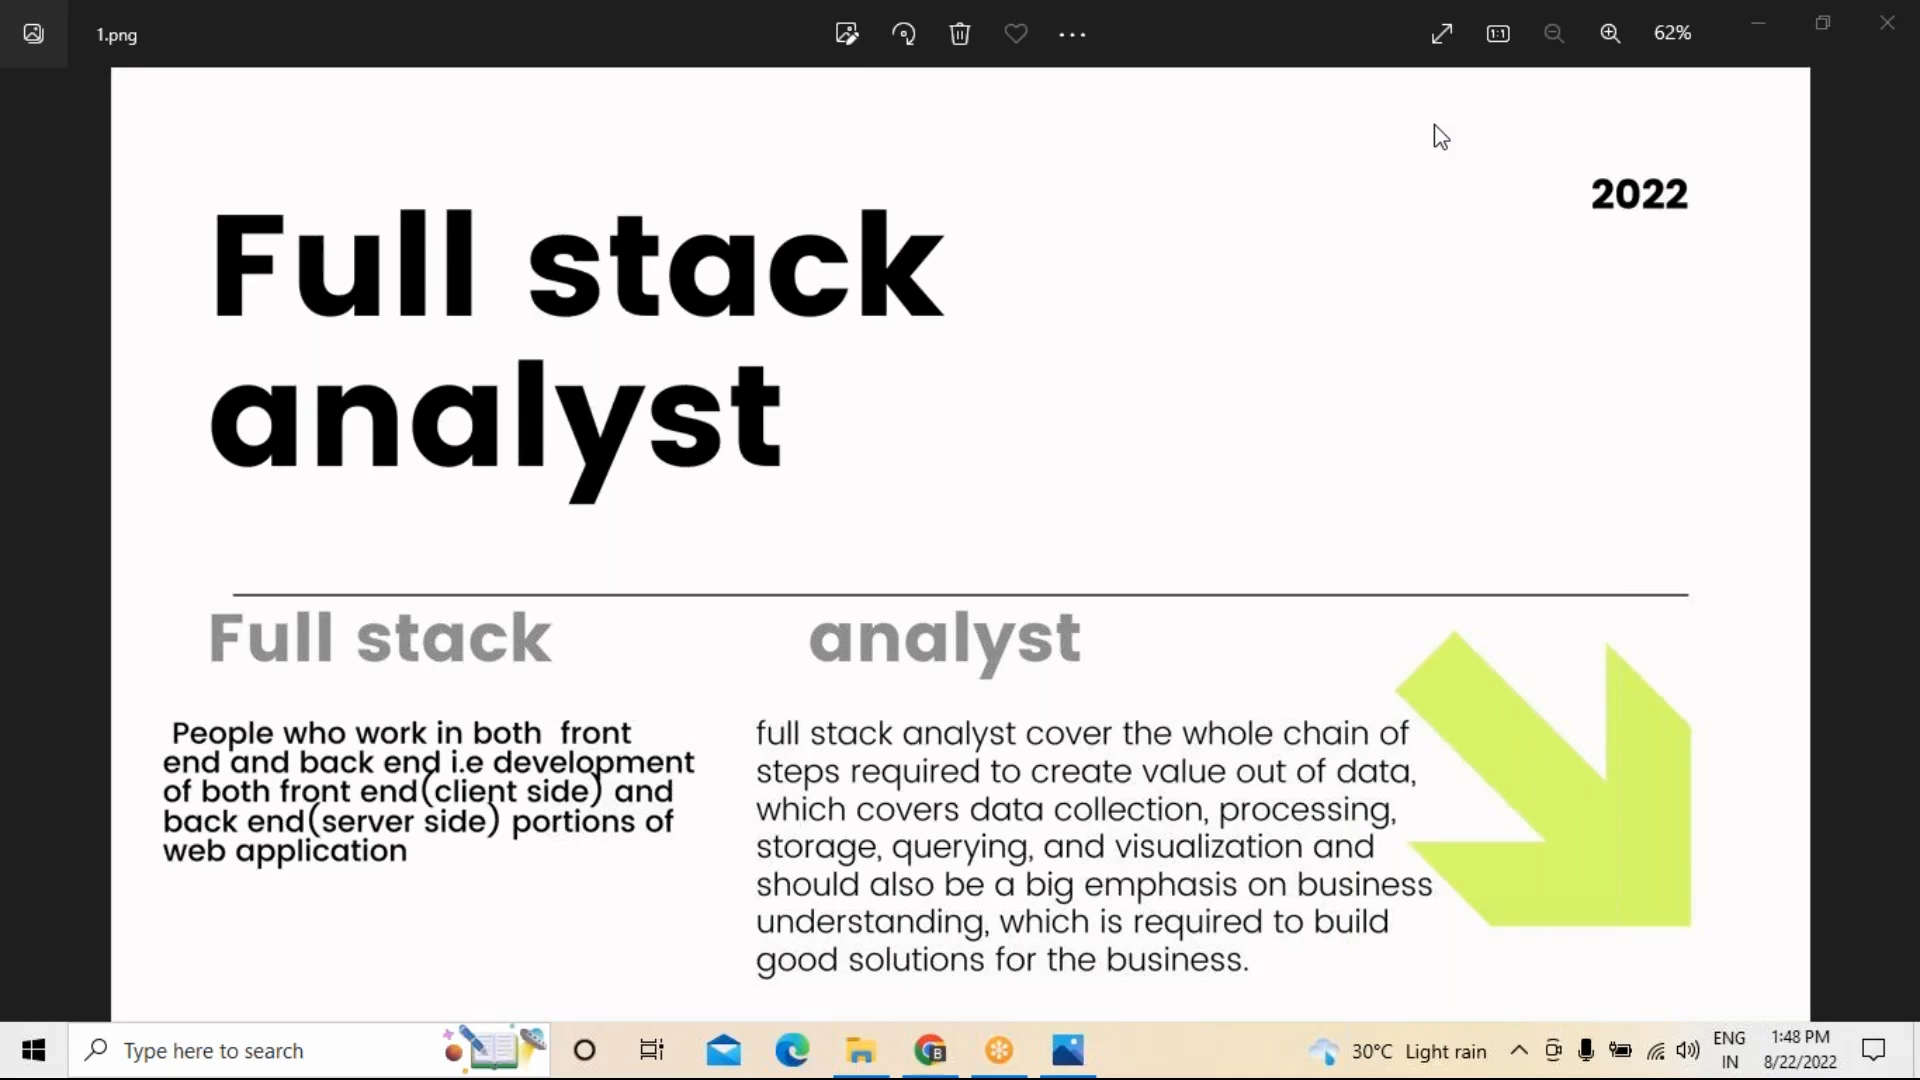 1.png
62%
2022
Full stack
analyst
Full stack
analyst
People who work in both  front
end and back end i.e development
of both front end(client side) and
back end(server side) portions of
web application
full stack analyst cover the whole chain of
steps required to create value out of data,
which covers data collection, processing,
storage, querying, and visualization and
should also be a big emphasis on business
understanding, which is required to build
good solutions for the business.
Type here to search
B
30°C Light rain
ENG
IN
1:48 PM
8/22/2022